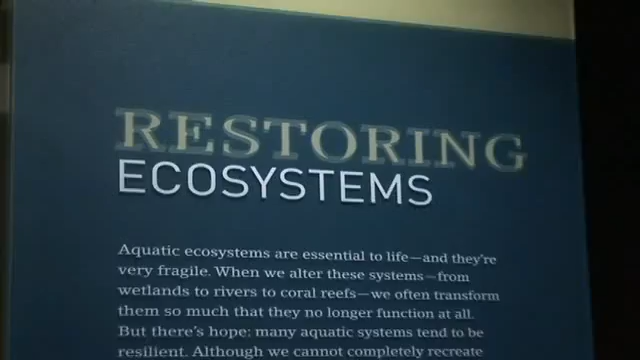 RESTORING
ECOSYSTEMS
Aquatic ecosystems are essential to life—and they're
very fragile. When we alter these systems—from
wetlands to rivers to coral reefs—we often transform
them so much that they no longer function at all.
But there's hope: many aquatic systems tend to be
resilient. Although we cannot completely recreate